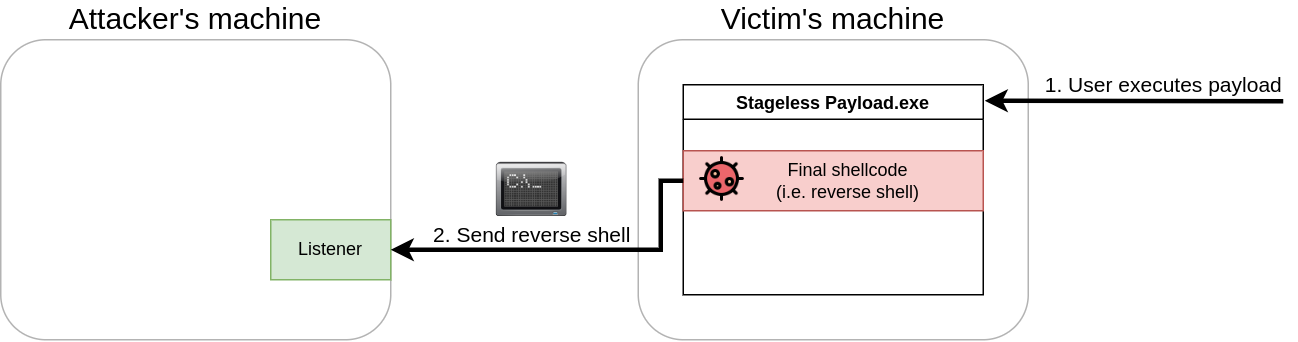 Attacker's machine
Victim's machine
1. User executes payload
Stageless Payload.exe
Final shellcode
(i.e. reverse shell)
C:\_
2. Send reverse shell
Listener